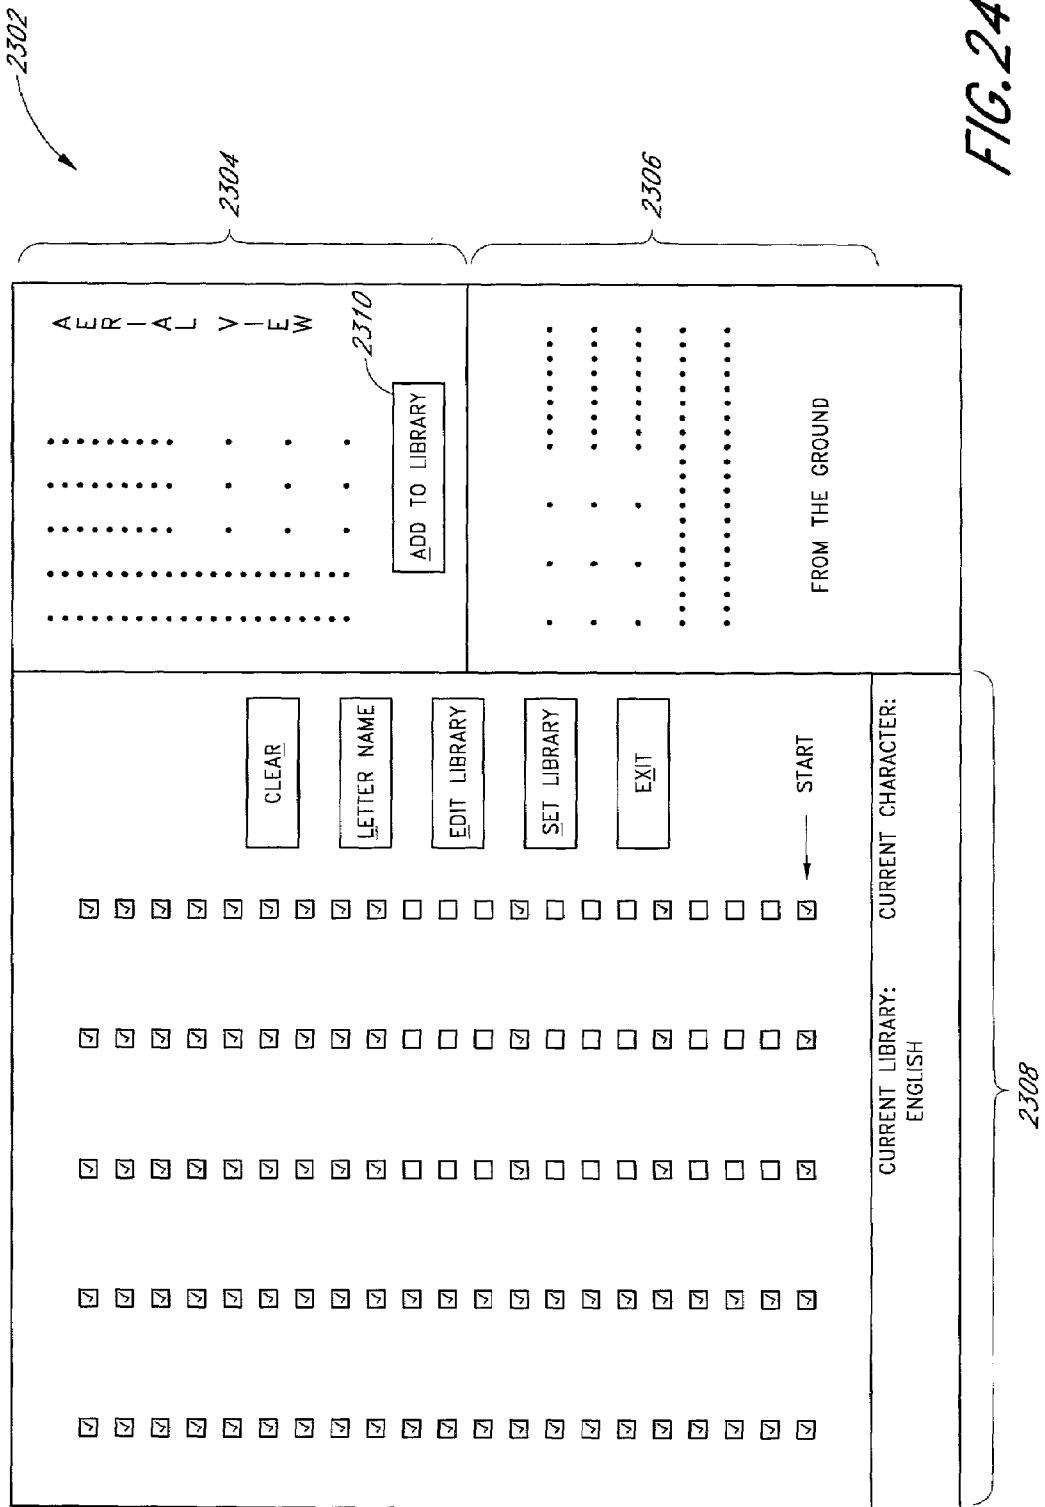 2302
2304
AERIAL VIEW
2310
ADD TO LIBRARY
2306
FROM THE GROUND
CLEAR
LETTER NAME
EDIT LIBRARY
SET LIBRARY
EXIT
START
CURRENT LIBRARY:
ENGLISH
CURRENT CHARACTER:
2308
FIG.24